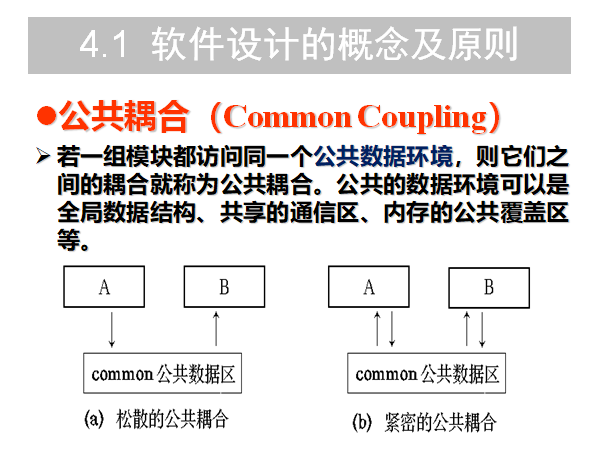 4.1 软件设计的概念及原则
公共耦合（Common Coupling）
若一组模块都访问同一个公共数据环境，则它们之
间的耦合就称为公共耦合。公共的数据环境可以是
全局数据结构、共享的通信区、内存的公共覆盖区
等。
A B A B
common 公共数据区 common 公共数据区
(a) 松散的公共耦合 (b) 紧密的公共耦合